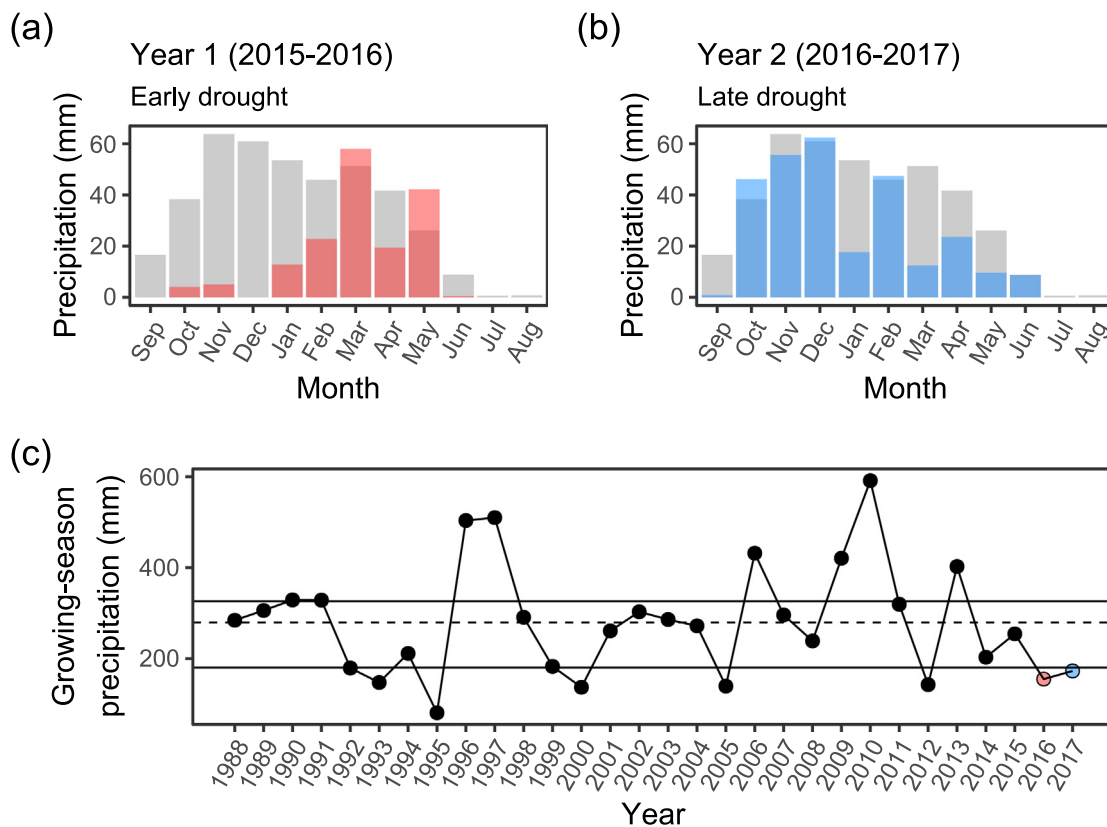 (a)
Year 1 (2015-2016)
Early drought
Precipitation (mm)
60
40
20
0
Sep Oct Nov Dec Jan Feb Mar Apr May Jun Jul Aug
Month
(b)
Year 2 (2016-2017)
Late drought
Precipitation (mm)
60
40
20
0
Sep Oct Nov Dec Jan Feb Mar Apr May Jun Jul Aug
Month
(c)
Growing-season
precipitation (mm)
600
400
200
1988 1989 1990 1991 1992 1993 1994 1995 1996 1997 1998 1999 2000 2001 2002 2003 2004 2005 2006 2007 2008 2009 2010 2011 2012 2013 2014 2015 2016 2017
Year